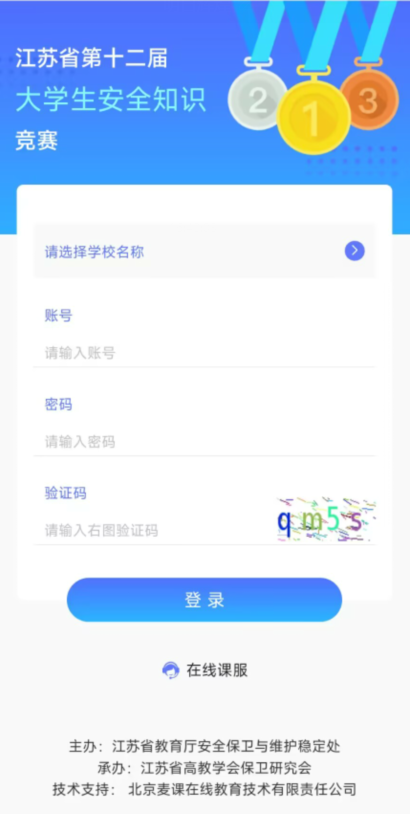 江苏省第十二届
大学生安全知识
竞赛
2
1
3
请选择学校名称
账号
请输入账号
密码
请输入密码
验证码
请输入右图验证码
qm5s
登 录
在线课服
主办：江苏省教育厅安全保卫与维护稳定处
承办：江苏省高教学会保卫研究会
技术支持： 北京麦课在线教育技术有限责任公司